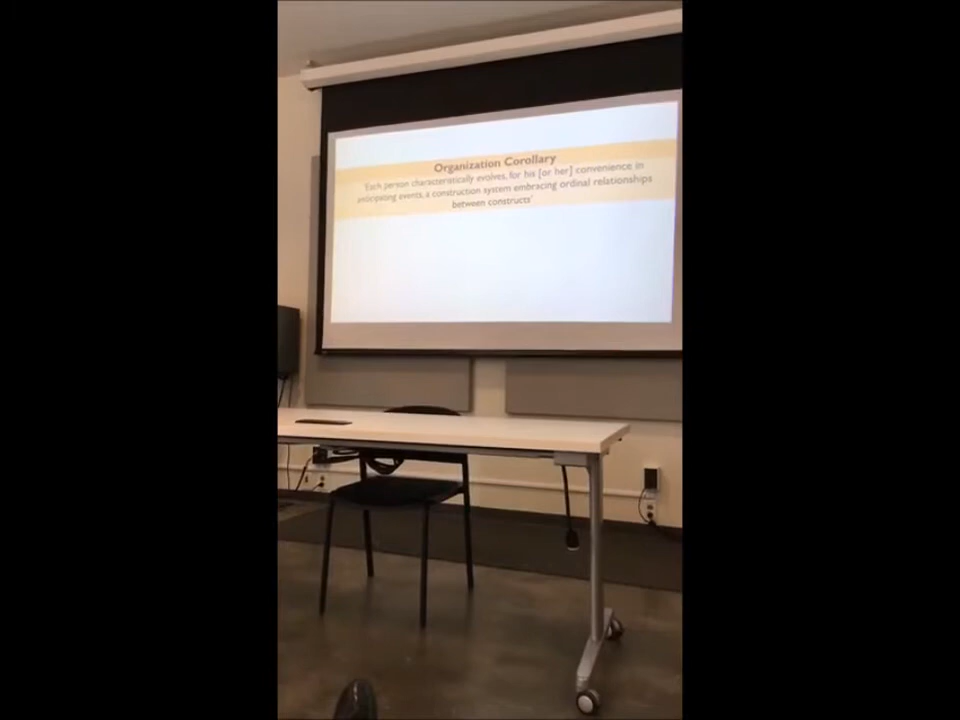 Organization Corollary
'Each person characteristically evolves, for his [or her] convenience in
anticipating events, a construction system embracing ordinal relationships
between constructs'